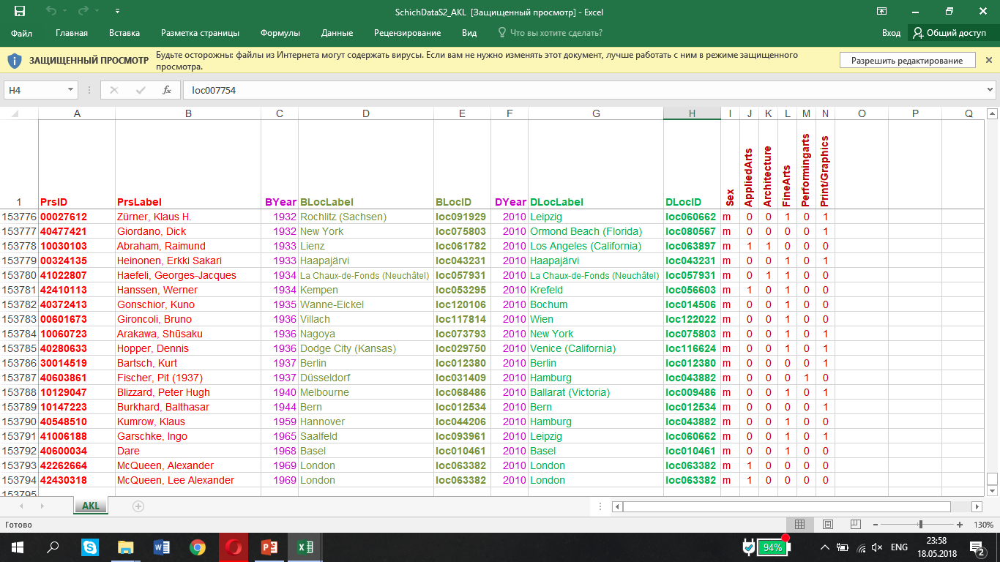 SchichDataS2_AKL [Защищенный просмотр] - Excel
Файл Главная Вставка Разметка страницы Формулы Данные Рецензирование Вид Что вы хотите сделать? Вход Общий доступ
ЗАЩИЩЕННЫЙ ПРОСМОТР Будьте осторожны: файлы из Интернета могут содержать вирусы. Если вам не нужно изменять этот документ, лучше работать с ним в режиме защищенного
просмотра.
Разрешить редактирование
H4 fx loc007754
A B C D E F G H I J K L M N O P Q
1 PrsID PrsLabel BYear BLocLabel BLocID DYear DLocLabel DLocID Sex AppliedArts Architecture FineArts Performingarts Print/Graphics
153776 00027612 Zürner, Klaus H. 1932 Rochlitz (Sachsen) loc091929 2010 Leipzig loc060662 m 0 0 1 0 1
153777 40477421 Giordano, Dick 1932 New York loc075803 2010 Ormond Beach (Florida) loc080567 m 0 0 0 0 1
153778 10030103 Abraham, Raimund 1933 Lienz loc061782 2010 Los Angeles (California) loc063897 m 1 1 0 0 0
153779 00324135 Heinonen, Erkki Sakari 1933 Haapajärvi loc043231 2010 Haapajärvi loc043231 m 0 0 1 0 1
153780 41022807 Haefeli, Georges-Jacques 1934 La Chaux-de-Fonds (Neuchâtel) loc057931 2010 La Chaux-de-Fonds (Neuchâtel) loc057931 m 0 1 1 0 0
153781 42410113 Hanssen, Werner 1934 Kempen loc053295 2010 Krefeld loc056603 m 1 0 1 0 0
153782 40372413 Gonschior, Kuno 1935 Wanne-Eickel loc120106 2010 Bochum loc014506 m 0 0 1 0 0
153783 00601673 Gironcoli, Bruno 1936 Villach loc117814 2010 Wien loc122022 m 0 0 1 0 0
153784 10060723 Arakawa, Shūsaku 1936 Nagoya loc073793 2010 New York loc075803 m 0 0 1 0 1
153785 40280633 Hopper, Dennis 1936 Dodge City (Kansas) loc029750 2010 Venice (California) loc116624 m 0 0 1 0 1
153786 30014519 Bartsch, Kurt 1937 Berlin loc012380 2010 Berlin loc012380 m 0 0 0 0 1
153787 40603861 Fischer, Pit (1937) 1937 Düsseldorf loc031409 2010 Hamburg loc043882 m 0 0 0 1 0
153788 10129047 Blizzard, Peter Hugh 1940 Melbourne loc068486 2010 Ballarat (Victoria) loc009486 m 0 0 1 0 0
153789 10147223 Burkhard, Balthasar 1944 Bern loc012534 2010 Bern loc012534 m 0 0 0 0 1
153790 40548510 Kumrow, Klaus 1959 Hannover loc044206 2010 Hamburg loc043882 m 0 0 1 0 0
153791 41006188 Garschke, Ingo 1965 Saalfeld loc093961 2010 Leipzig loc060662 m 0 0 1 0 1
153792 40600034 Dare 1968 Basel loc010461 2010 Basel loc010461 m 0 0 1 0 0
153793 42262664 McQueen, Alexander 1969 London loc063382 2010 London loc063382 m 1 0 0 0 0
153794 42430318 McQueen, Lee Alexander 1969 London loc063382 2010 London loc063382 m 1 0 0 0 0
153795
AKL
Готово 130%
94% ENG 23:58
18.05.2018 2